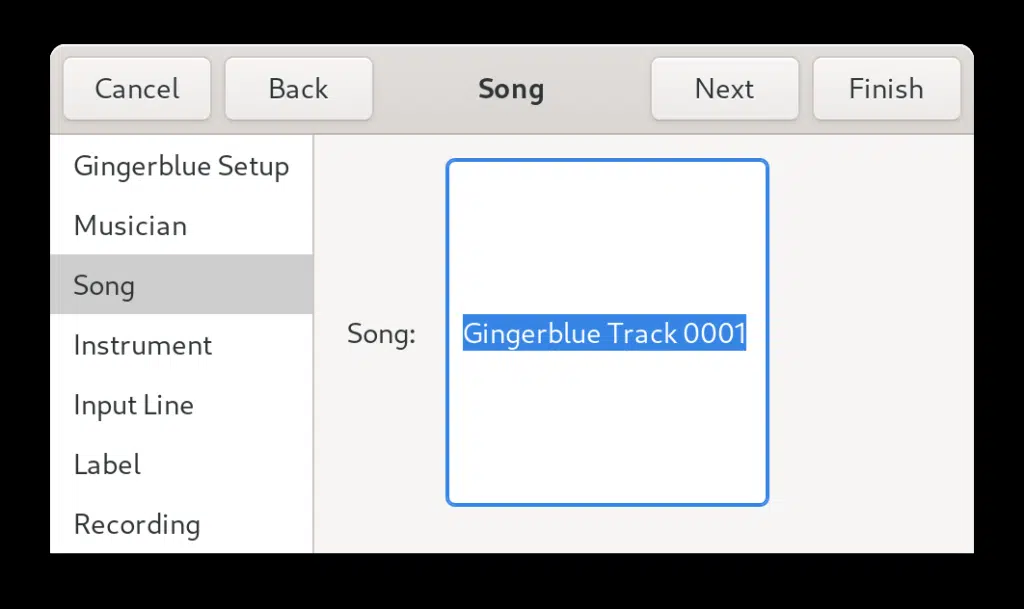 Cancel
Back
Song
Next
Finish
Gingerblue Setup
Musician
Song
Instrument
Input Line
Label
Recording
Song:
Gingerblue Track 0001